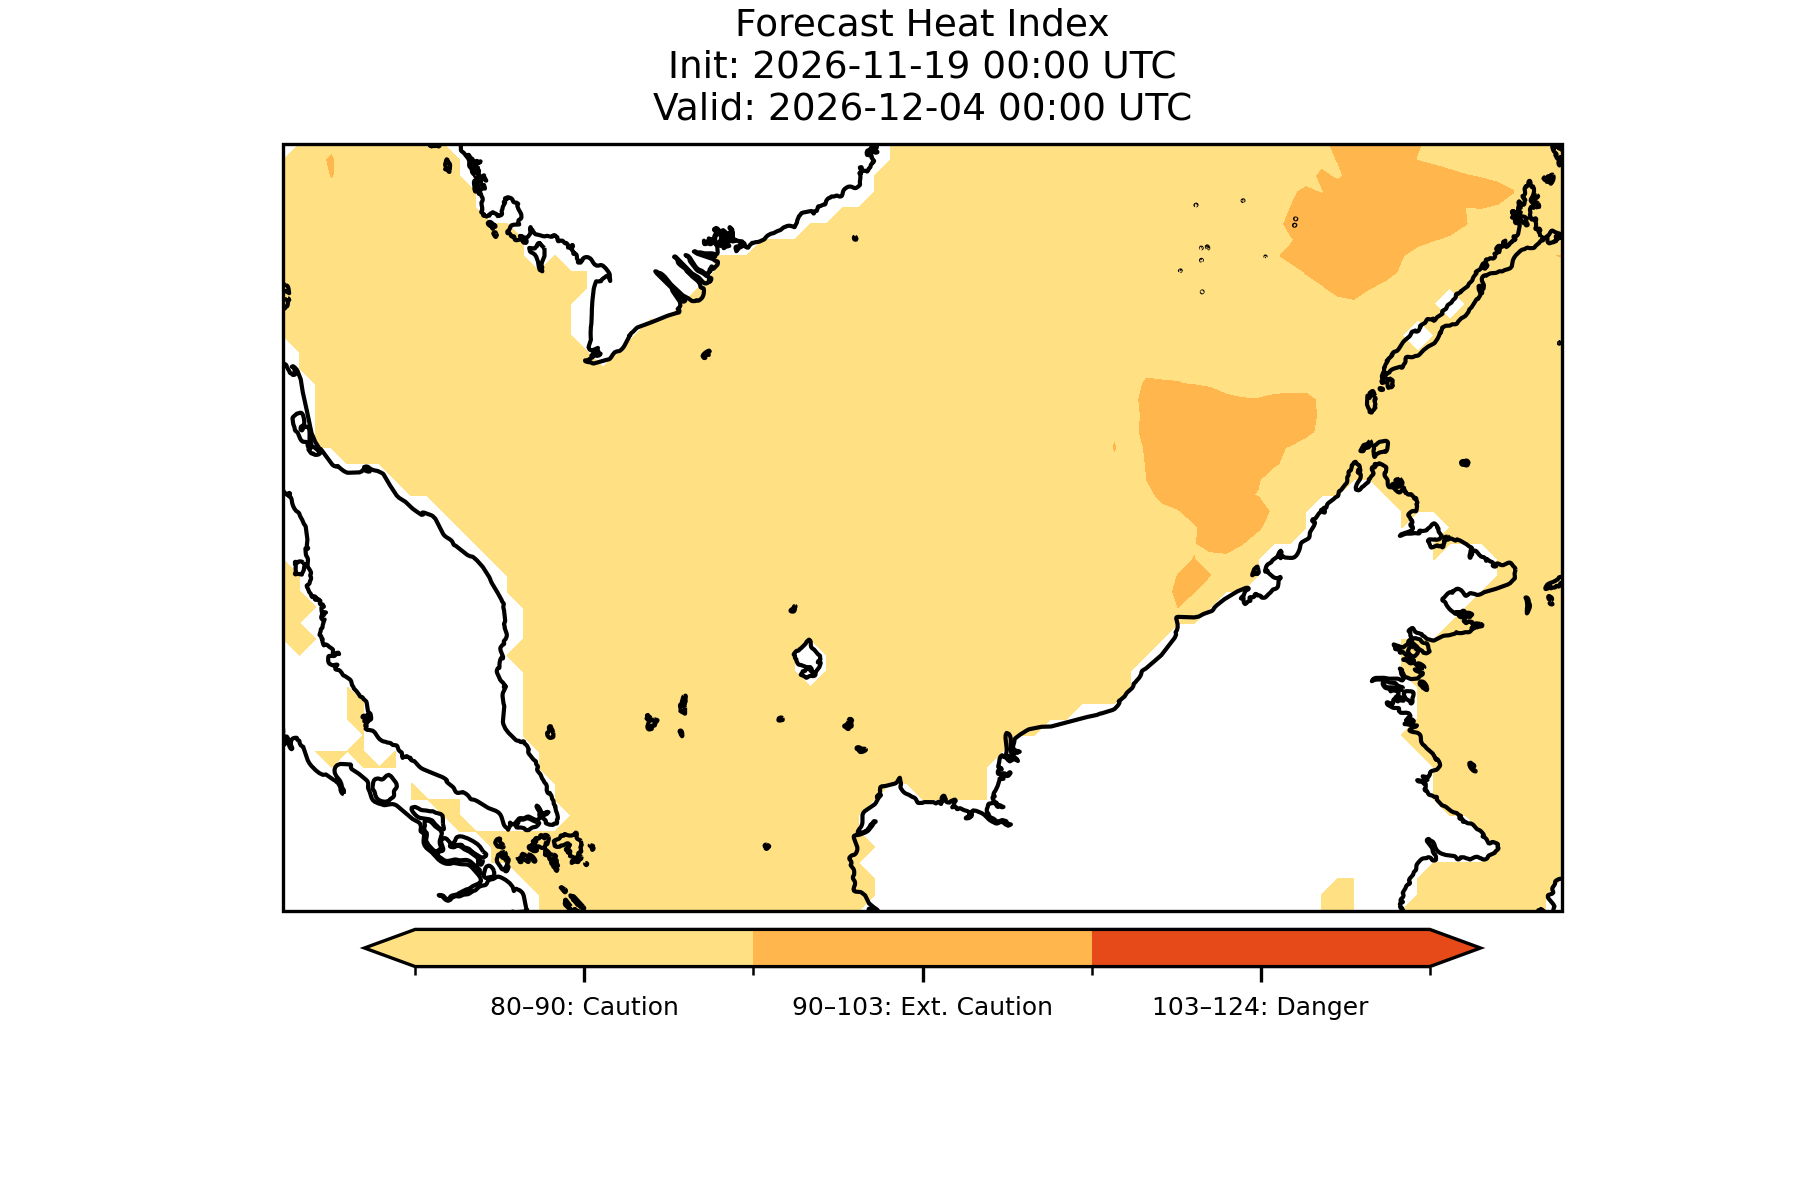 Forecast Heat Index
Init: 2026-11-19 00:00 UTC
Valid: 2026-12-04 00:00 UTC
80–90: Caution
90–103: Ext. Caution
103–124: Danger